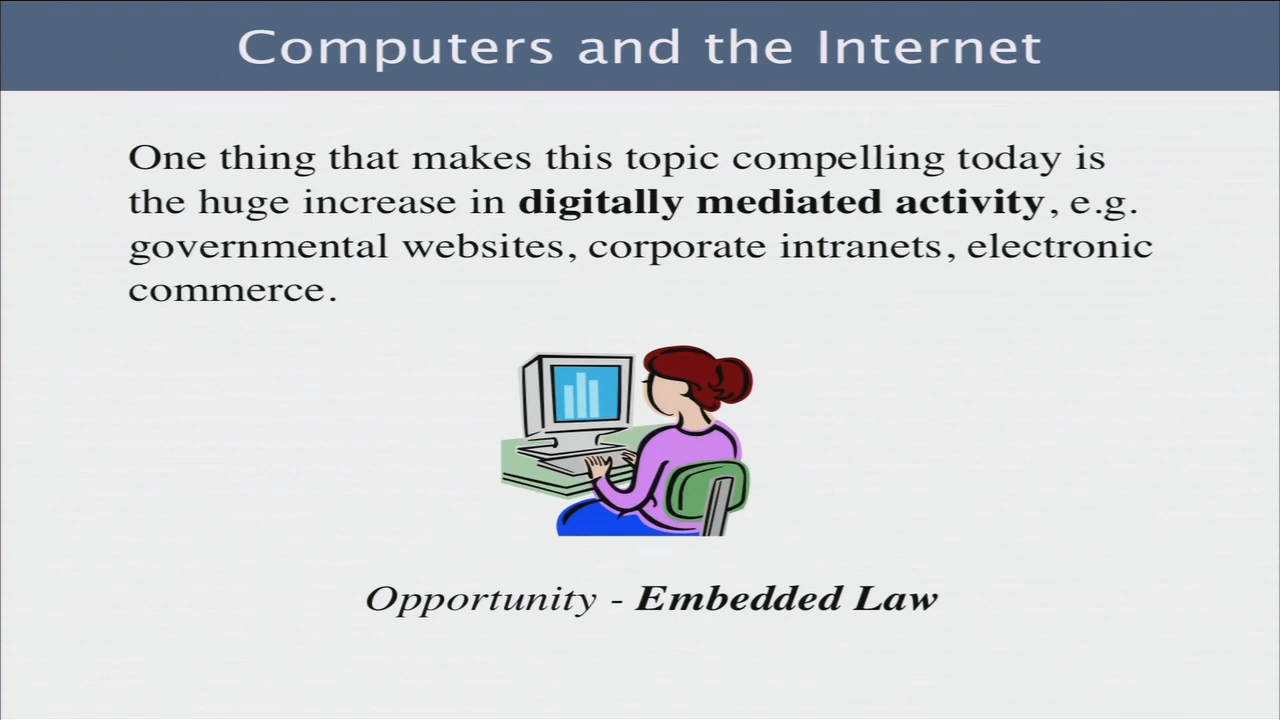 Computers and the Internet
One thing that makes this topic compelling today is
the huge increase in digitally mediated activity, e.g.
governmental websites, corporate intranets, electronic
commerce.
Opportunity - Embedded Law